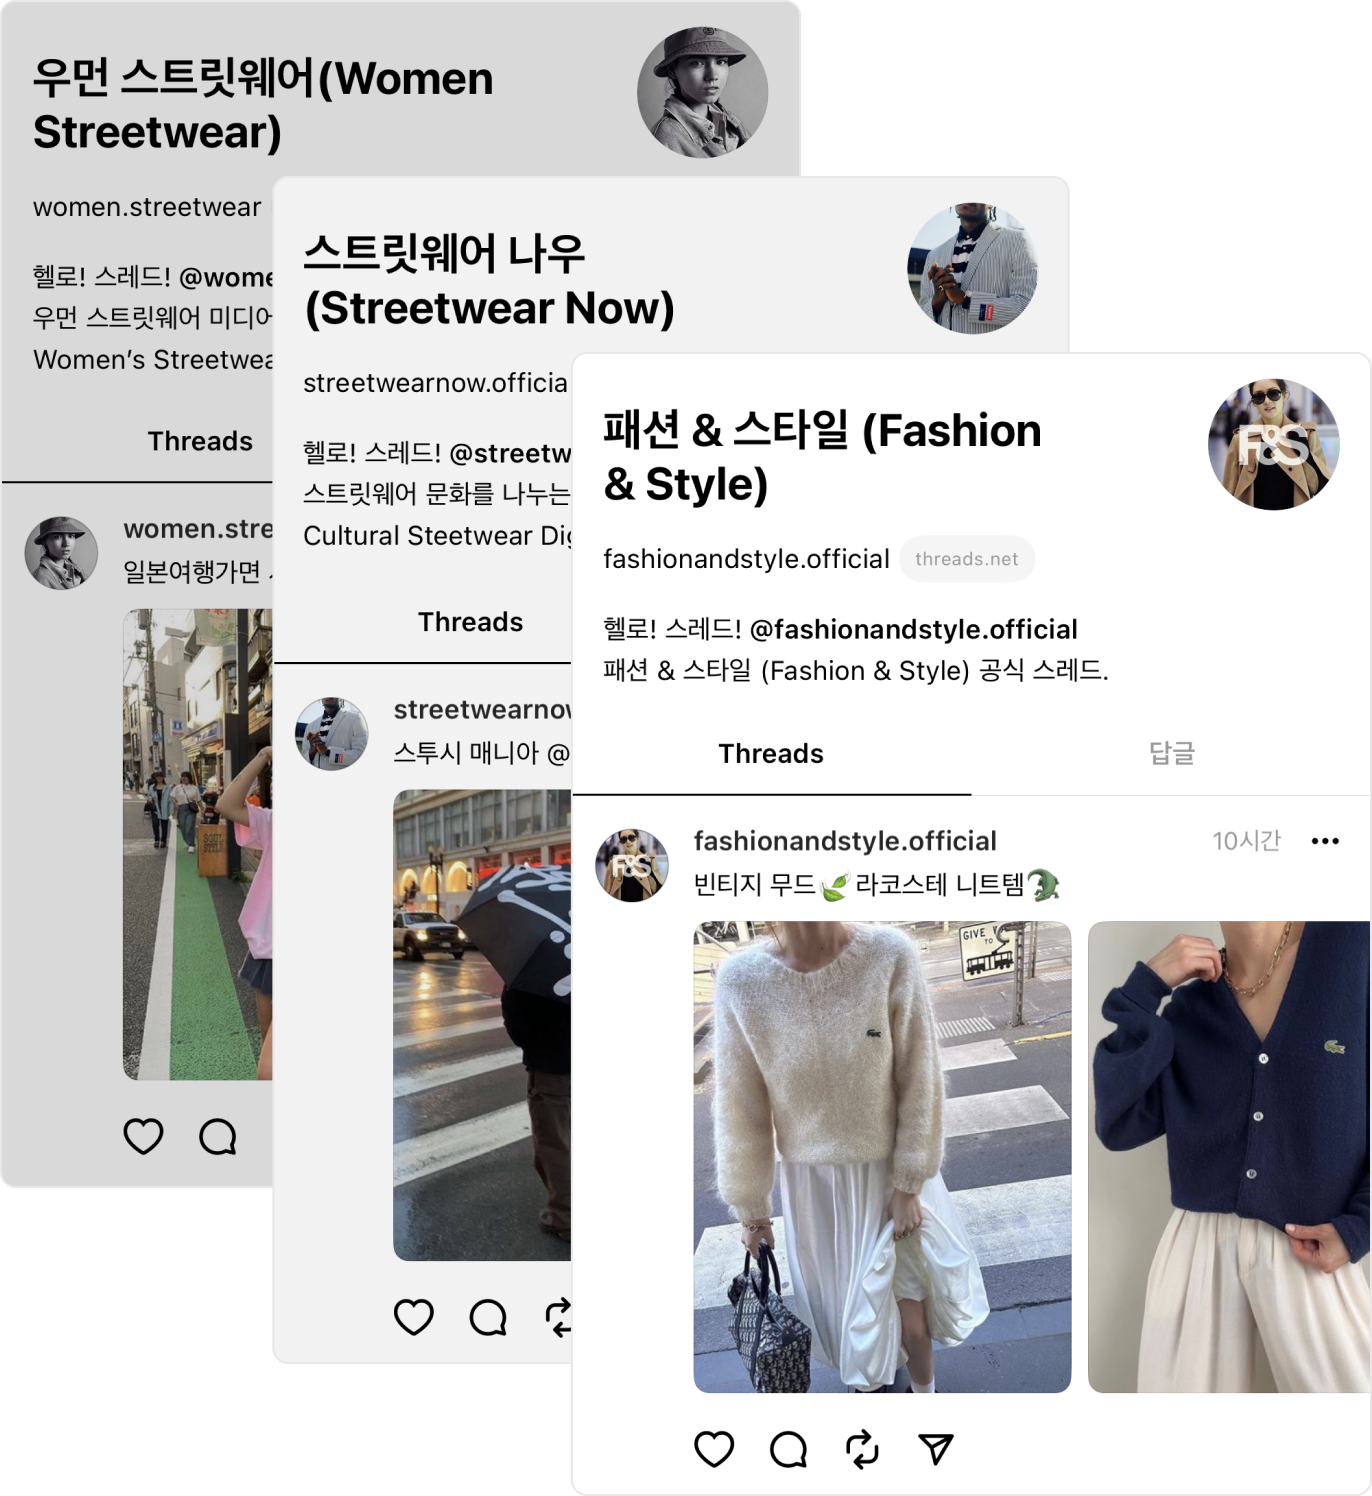 우먼 스트릿웨어(Women
Streetwear)
women.streetwear
헬로! 스레드! @wome
우먼 스트릿웨어 미디어
Women’s Streetwea
Threads
women.stre
일본여행가면
스트릿웨어 나우
(Streetwear Now)
streetwearnow.officia
헬로! 스레드! @streetw
스트릿웨어 문화를 나누는
Cultural Steetwear Dig
Threads
streetwearnow
스투시 매니아 @
패션 & 스타일 (Fashion
& Style)
F&S
fashionandstyle.official threads.net
헬로! 스레드! @fashionandstyle.official
패션 & 스타일 (Fashion & Style) 공식 스레드.
Threads 답글
F&S
fashionandstyle.official 10시간
빈티지 무드🌿라코스테 니트템🐊
GIVE
TO